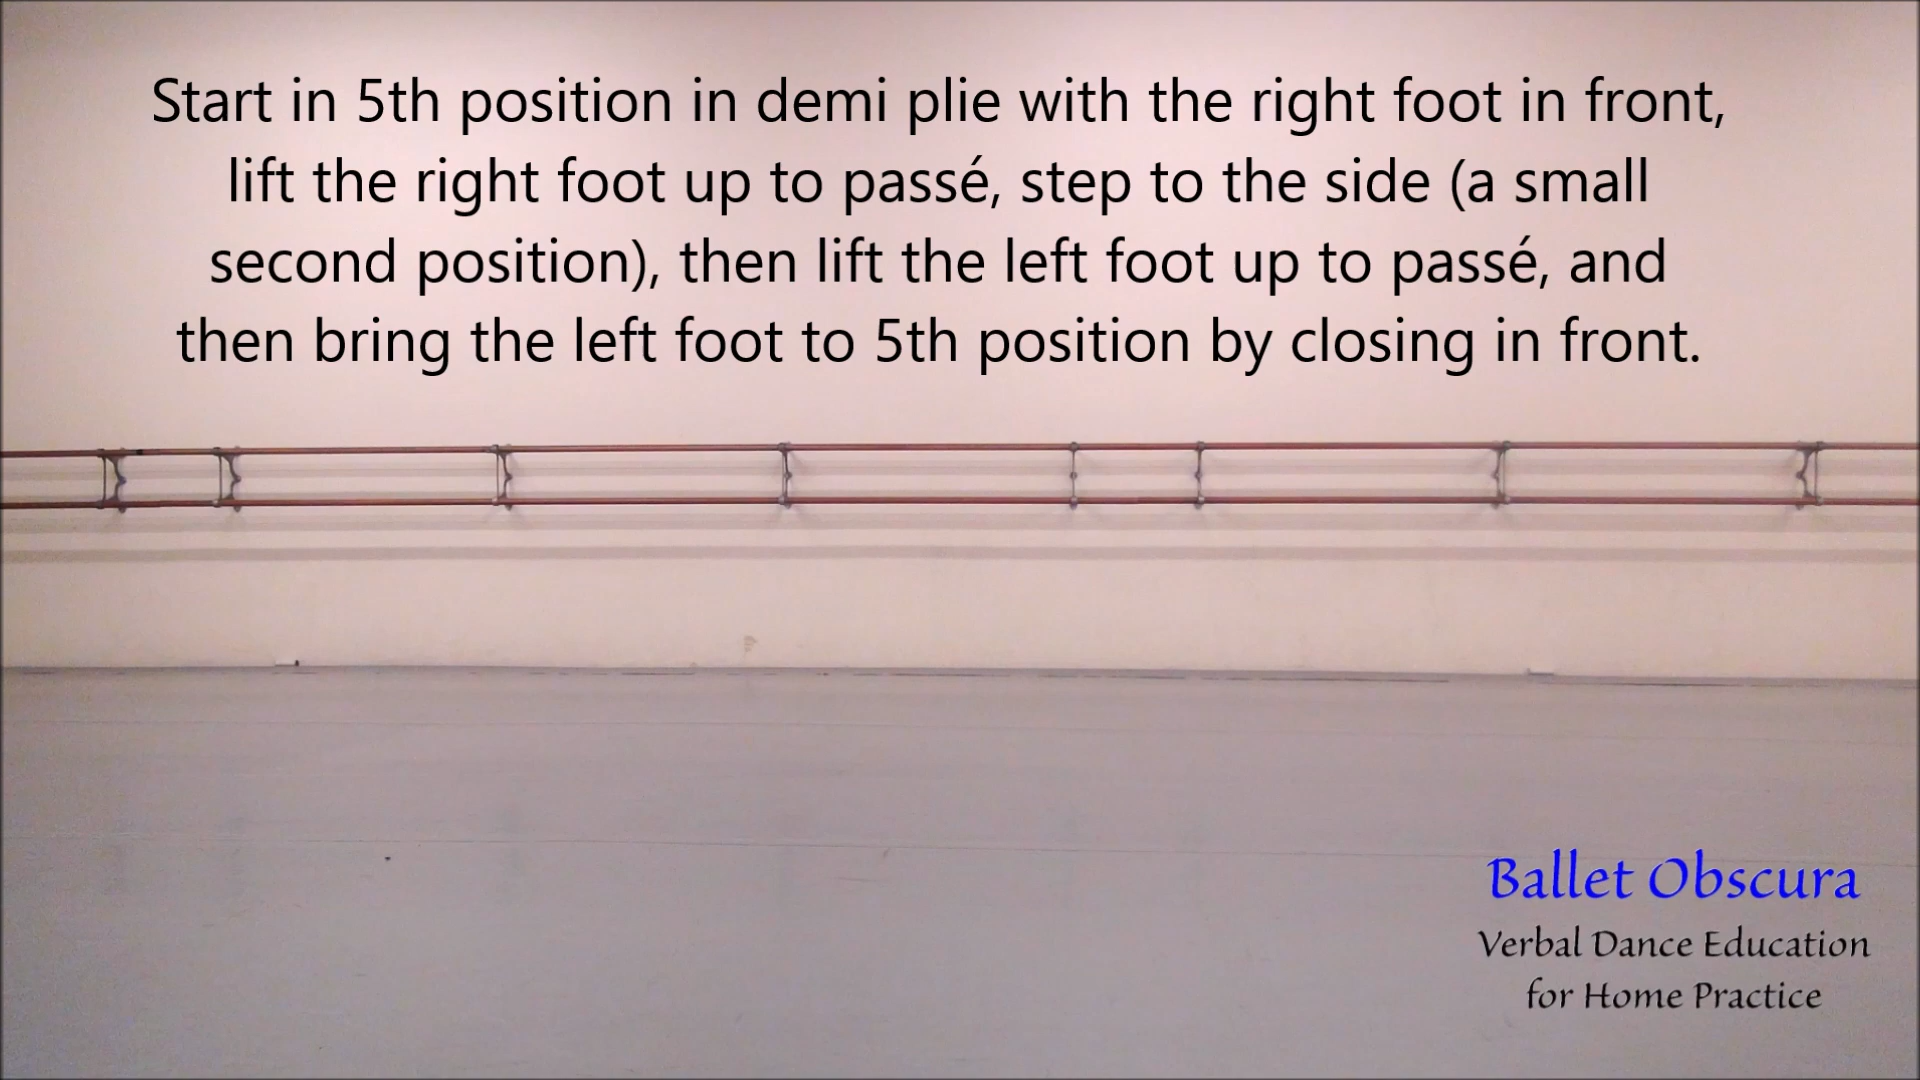 Start in 5th position in demi plie with the right foot in front,
lift the right foot up to passé, step to the side (a small
second position), then lift the left foot up to passé, and
then bring the left foot to 5th position by closing in front.
Ballet Obscura
Verbal Dance Education
for Home Practice